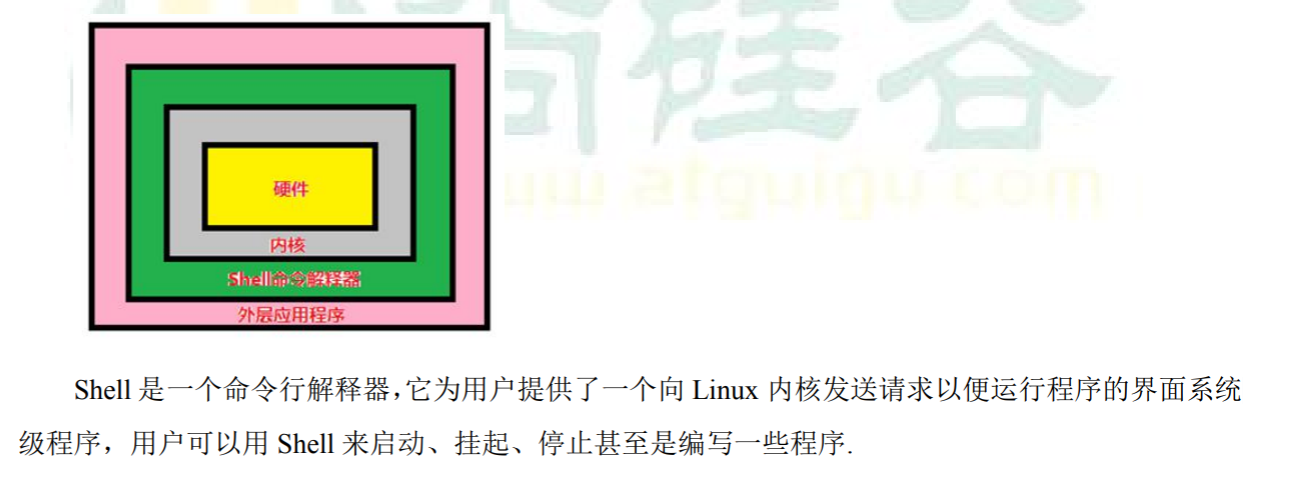 硅谷
www.atguigu.com
硬件
内核
Shell命令解释器
外层应用程序
Shell 是一个命令行解释器,它为用户提供了一个向 Linux 内核发送请求以便运行程序的界面系统
级程序，用户可以用 Shell 来启动、挂起、停止甚至是编写一些程序.